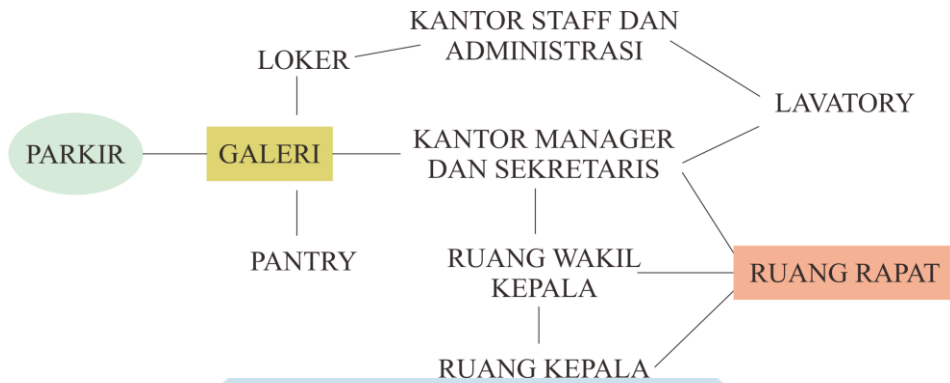 KANTOR STAFF DAN
ADMINISTRASI
LOKER
LAVATORY
PARKIR
GALERI
KANTOR MANAGER
DAN SEKRETARIS
PANTRY
RUANG WAKIL
KEPALA
RUANG RAPAT
RUANG KEPALA